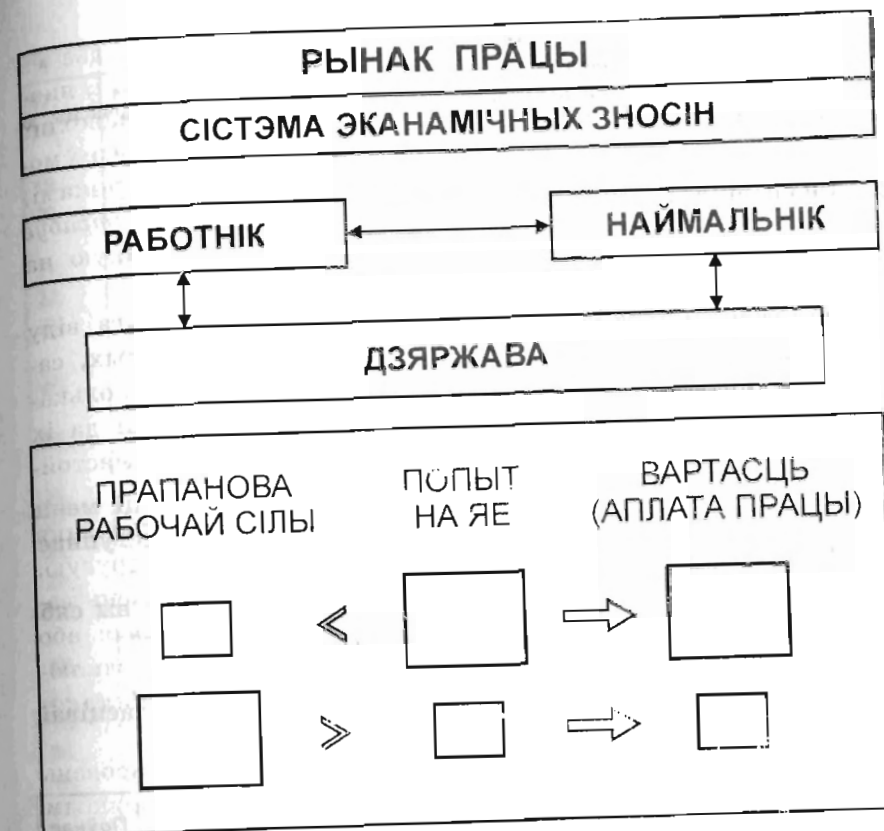 РЫНАК ПРАЦЫ
СІСТЭМА ЭКАНАМІЧНЫХ ЗНОСІН
РАБОТНІК
НАЙМАЛЬНІК
ДЗЯРЖАВА
ПРАПАНОВА
РАБОЧАЙ СІЛЫ
ПОПЫТ
НА ЯЕ
ВАРТАСЦЬ
(АПЛАТА ПРАЦЫ)
<
>